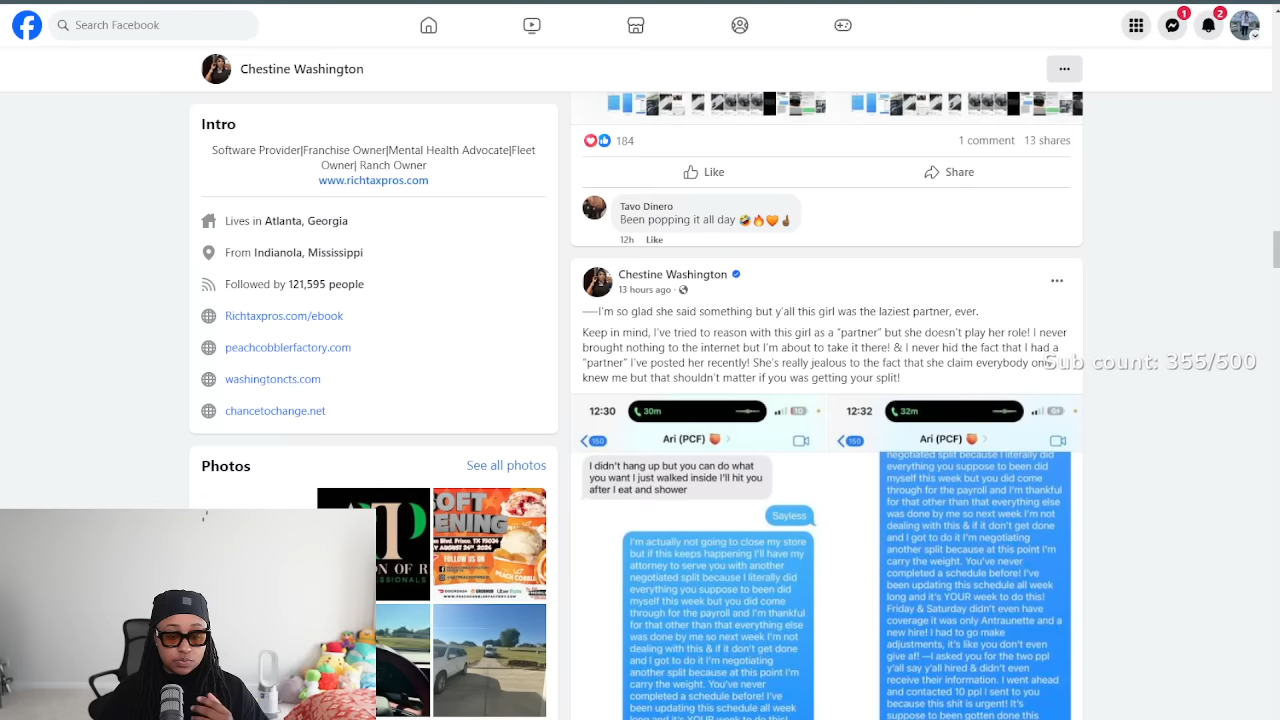 Search Facebook
1
2
Chestine Washington
Intro
Software Provider|Franchise Owner|Mental Health Advocate|Fleet
Owner| Ranch Owner
www.richtaxpros.com
Lives in Atlanta, Georgia
From Indianola, Mississippi
Followed by 121,595 people
Richtaxpros.com/ebook
peachcobblerfactory.com
washingtoncts.com
chancetochange.net
Photos
See all photos
184
1 comment 13 shares
Like
Share
Tavo Dinero
Been popping it all day 🤣🔥🧡☝🏾
12h Like
Chestine Washington
13 hours ago ·
——I'm so glad she said something but y'all this girl was the laziest partner, ever.
Keep in mind, I've tried to reason with this girl as a "partner" but she doesn't play her role! I never
brought nothing to the internet but I'm about to take it there! & I never hid the fact that I had a
"partner" I've posted her recently! She's really jealous to the fact that she claim everybody only
knew me but that shouldn't matter if you was getting your split!
Sub count: 355/500
12:30
30m
10
150
Ari (PCF) 🍑
I didn't hang up but you can do what
you want I just walked inside I'll hit you
after I eat and shower
Sayless
I'm actually not going to close my store
but if this keeps happening I'll have my
attorney to serve you with another
negotiated split because I literally did
everything you suppose to been did
myself this week but you did come
through for the payroll and I'm thankful
for that other than that everything else
was done by me so next week I'm not
dealing with this & if it don't get done
and I got to do it I'm negotiating
another split because at this point I'm
carry the weight. You've never
completed a schedule before! I've
been updating this schedule all week
long and it's YOUR week to do this!
12:32
32m
150
Ari (PCF) 🍑
negotiated split because I literally did
everything you suppose to been did
myself this week but you did come
through for the payroll and I'm thankful
for that other than that everything else
was done by me so next week I'm not
dealing with this & if it don't get done
and I got to do it I'm negotiating
another split because at this point I'm
carry the weight. You've never
completed a schedule before! I've
been updating this schedule all week
long and it's YOUR week to do this!
Friday & Saturday didn't even have
coverage it was only Antraunette and a
new hire! I had to go make
adjustments, it's like you don't even
give af! —I asked you for the two ppl
y'all say y'all hired & didn't even
receive their information. I went ahead
and contacted 10 ppl I sent to you
because this shit is urgent! It's
suppose to been gotten done this